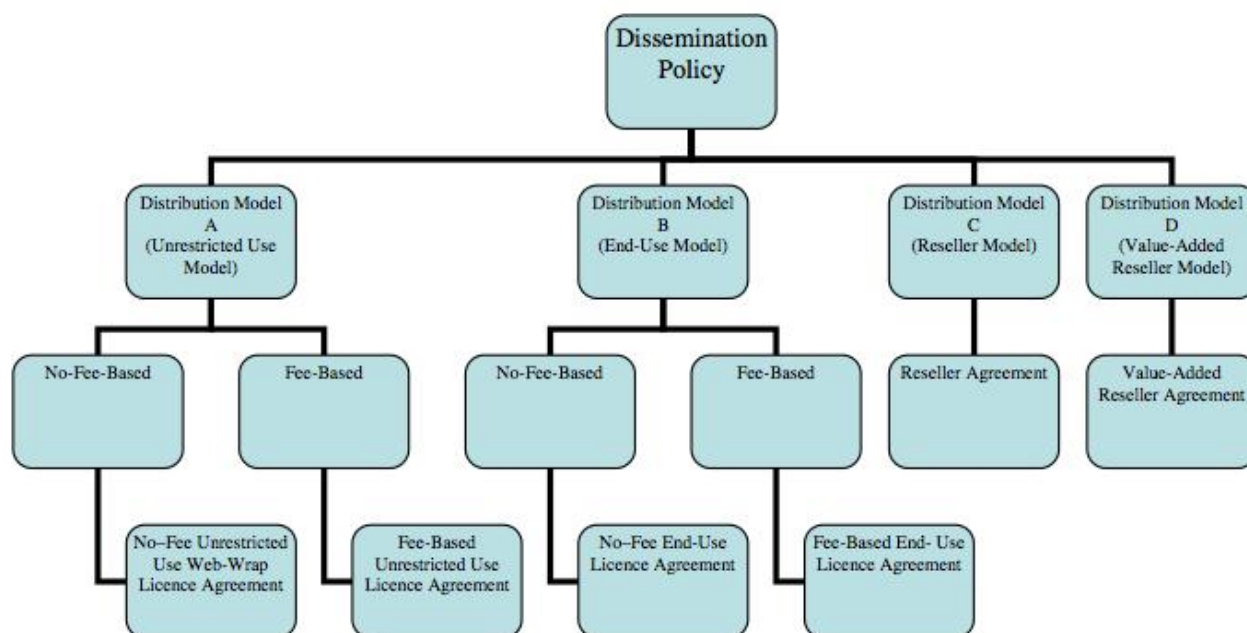 Dissemination
Policy
Distribution Model
A
(Unrestricted Use
Model)
Distribution Model
B
(End-Use Model)
Distribution Model
C
(Reseller Model)
Distribution Model
D
(Value-Added
Reseller Model)
No-Fee-Based
Fee-Based
No-Fee-Based
Fee-Based
Reseller Agreement
Value-Added
Reseller Agreement
No–Fee Unrestricted
Use Web-Wrap
Licence Agreement
Fee-Based
Unrestricted Use
Licence Agreement
No–Fee End-Use
Licence Agreement
Fee-Based End- Use
Licence Agreement